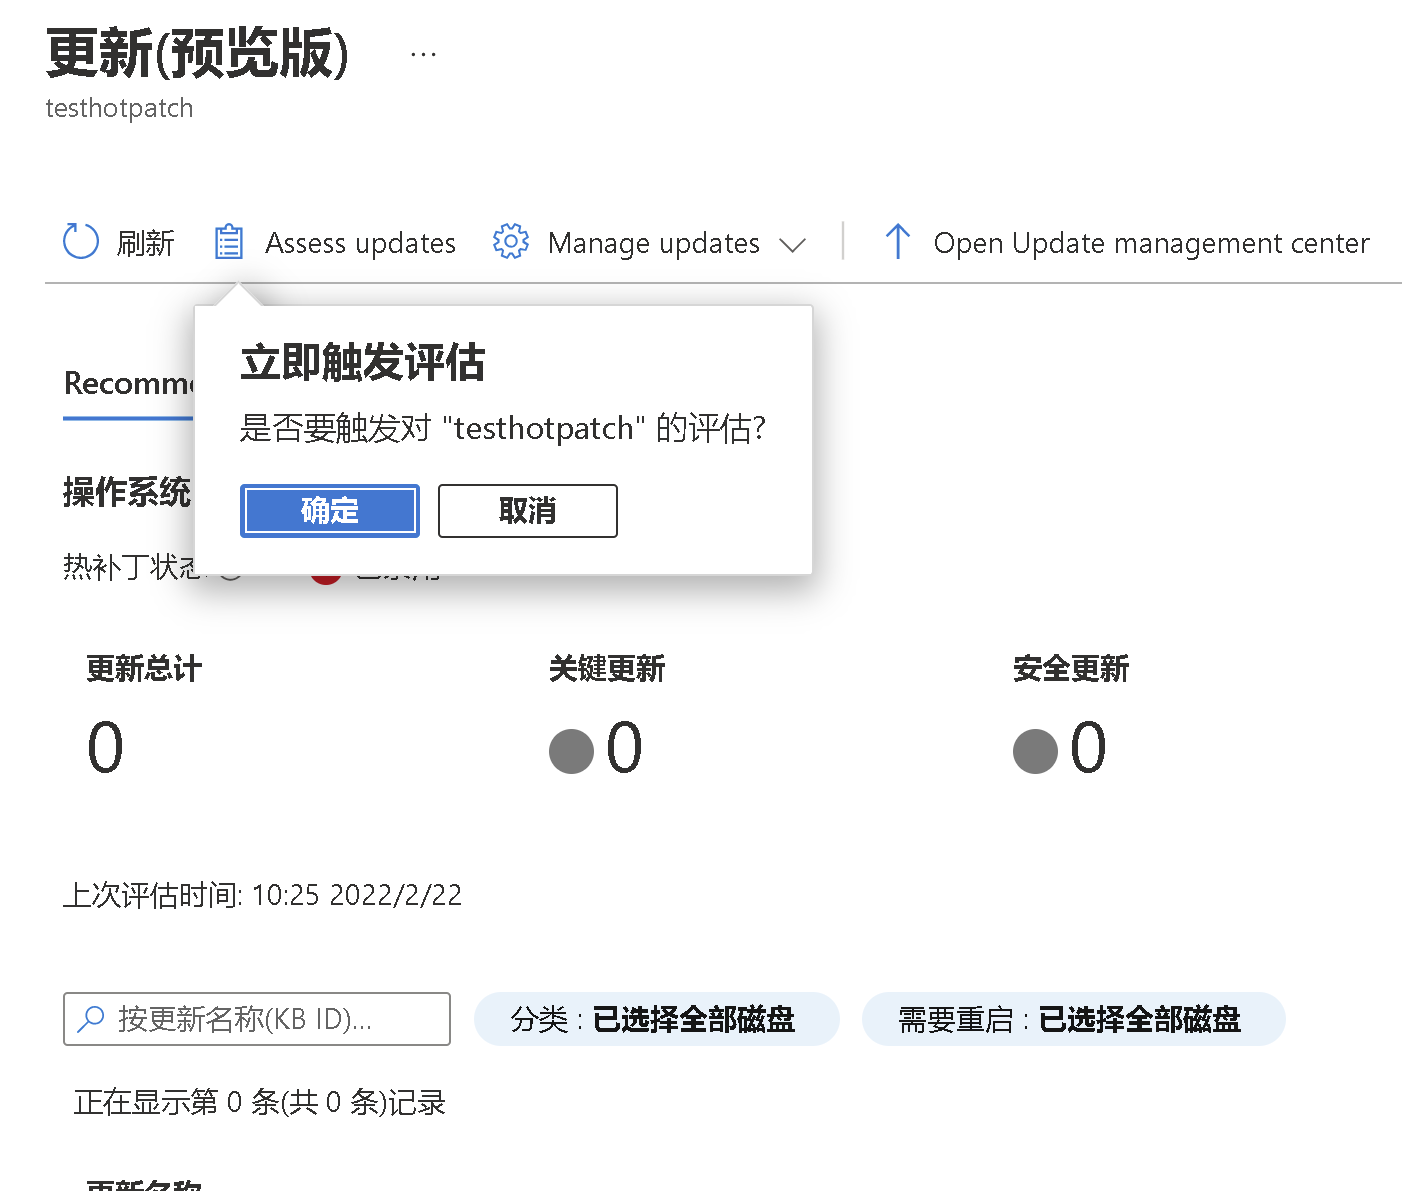 更新(预览版) ...
testhotpatch
刷新 Assess updates Manage updates Open Update management center
立即触发评估
Recomm
是否要触发对 "testhotpatch" 的评估?
操作系统
确定 取消
热补丁状态
更新总计 关键更新 安全更新
0 0 0
上次评估时间: 10:25 2022/2/22
按更新名称(KB ID)... 分类 : 已选择全部磁盘 需要重启 : 已选择全部磁盘
正在显示第 0 条(共 0 条)记录
更新名称